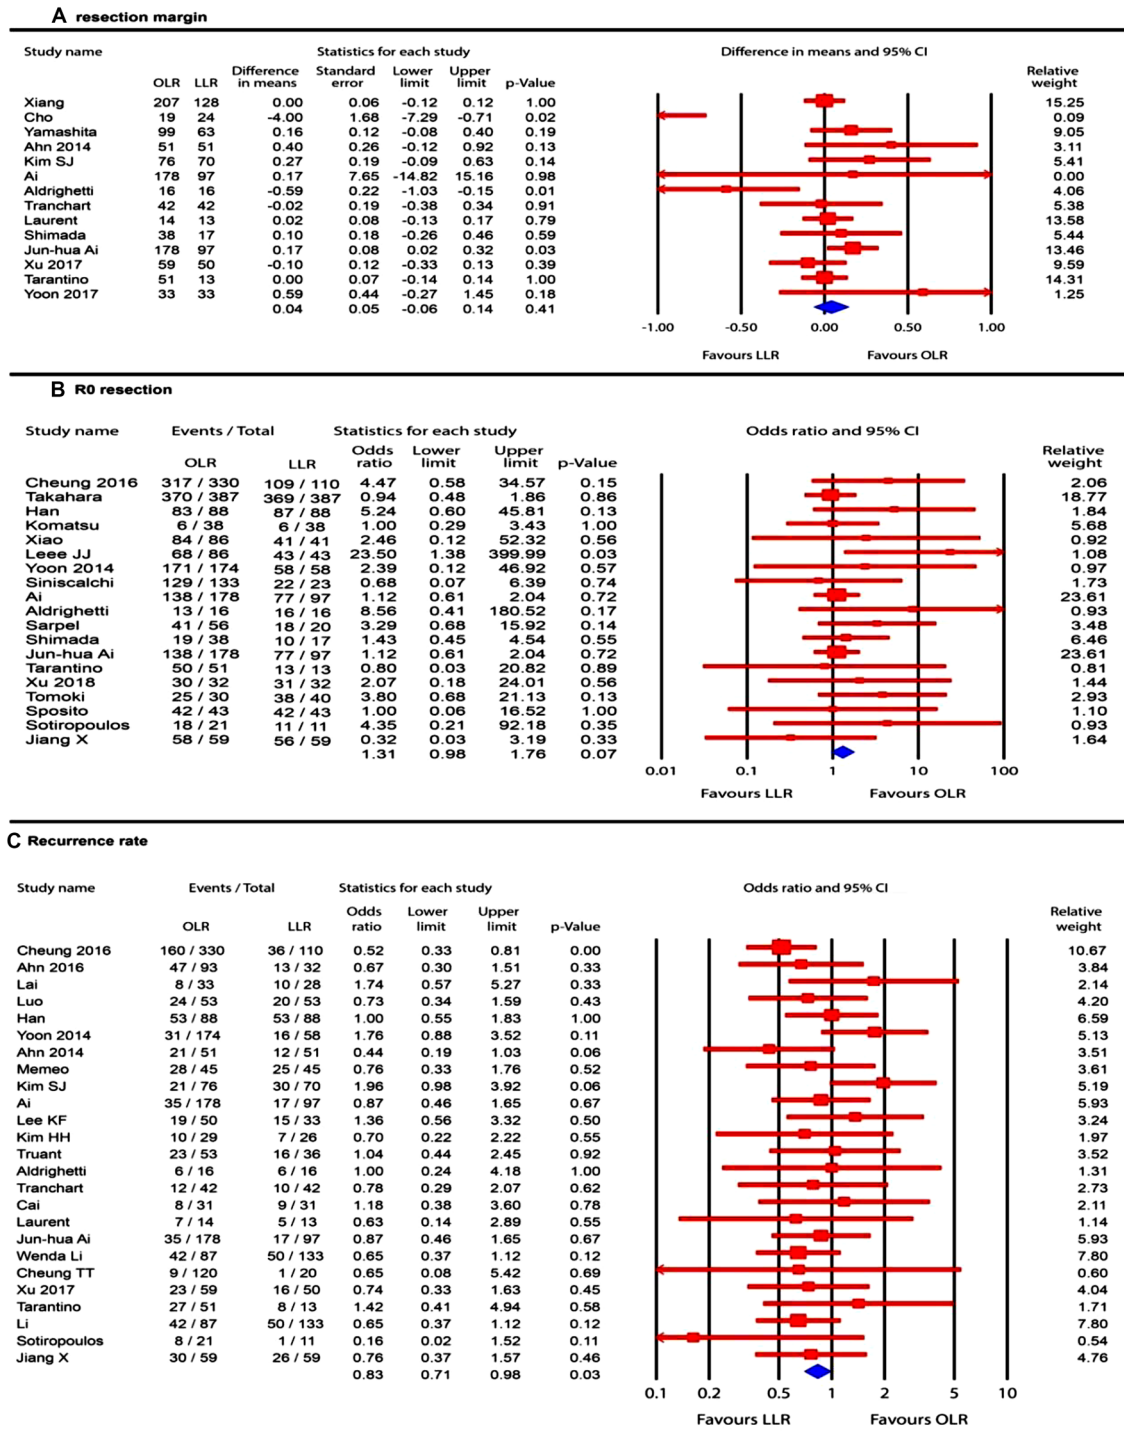 A resection margin
Study name Statistics for each study Difference in means and 95% CI
OLR LLR Difference in means Standard error Lower limit Upper limit p-Value Relative weight
Xiang 207 128 0.00 0.06 -0.12 0.12 1.00 15.25
Cho 19 24 -4.00 1.68 -7.29 -0.71 0.02 0.09
Yamashita 99 63 0.16 0.12 -0.08 0.40 0.19 9.05
Ahn 2014 51 51 0.40 0.26 -0.12 0.92 0.13 3.11
Kim SJ 76 70 0.27 0.19 -0.09 0.63 0.14 5.41
Ai 178 97 0.17 7.65 -14.82 15.16 0.98 0.00
Aldrighetti 16 16 -0.59 0.22 -1.03 -0.15 0.01 4.06
Tranchart 42 42 -0.02 0.19 -0.38 0.34 0.91 5.38
Laurent 14 13 0.02 0.08 -0.13 0.17 0.79 13.58
Shimada 38 17 0.10 0.18 -0.26 0.46 0.59 5.44
Jun-hua Ai 178 97 0.17 0.08 0.02 0.32 0.03 13.46
Xu 2017 59 50 -0.10 0.12 -0.33 0.13 0.39 9.59
Tarantino 51 13 0.00 0.07 -0.14 0.14 1.00 14.31
Yoon 2017 33 33 0.59 0.44 -0.27 1.45 0.18 1.25
0.04 0.05 -0.06 0.14 0.41
-1.00 -0.50 0.00 0.50 1.00
Favours LLR Favours OLR
B R0 resection
Study name Events / Total Statistics for each study Odds ratio and 95% CI
OLR LLR Odds ratio Lower limit Upper limit p-Value Relative weight
Cheung 2016 317 / 330 109 / 110 4.47 0.58 34.57 0.15 2.06
Takahara 370 / 387 369 / 387 0.94 0.48 1.86 0.86 18.77
Han 83 / 88 87 / 88 5.24 0.60 45.81 0.13 1.84
Komatsu 6 / 38 6 / 38 1.00 0.29 3.43 1.00 5.68
Xiao 84 / 86 41 / 41 2.46 0.12 52.32 0.56 0.92
Leee JJ 68 / 86 43 / 43 23.50 1.38 399.99 0.03 1.08
Yoon 2014 171 / 174 58 / 58 2.39 0.12 46.92 0.57 0.97
Siniscalchi 129 / 133 22 / 23 0.68 0.07 6.39 0.74 1.73
Ai 138 / 178 77 / 97 1.12 0.61 2.04 0.72 23.61
Aldrighetti 13 / 16 16 / 16 8.56 0.41 180.52 0.17 0.93
Sarpel 41 / 56 18 / 20 3.29 0.68 15.92 0.14 3.48
Shimada 19 / 38 10 / 17 1.43 0.45 4.54 0.55 6.46
Jun-hua Ai 138 / 178 77 / 97 1.12 0.61 2.04 0.72 23.61
Tarantino 50 / 51 13 / 13 0.80 0.03 20.82 0.89 0.81
Xu 2018 30 / 32 31 / 32 2.07 0.18 24.01 0.56 1.44
Tomoki 25 / 30 38 / 40 3.80 0.68 21.13 0.13 2.93
Sposito 42 / 43 42 / 43 1.00 0.06 16.52 1.00 1.10
Sotiropoulos 18 / 21 11 / 11 4.35 0.21 92.18 0.35 0.93
Jiang X 58 / 59 56 / 59 0.32 0.03 3.19 0.33 1.64
1.31 0.98 1.76 0.07
0.01 0.1 1 10 100
Favours LLR Favours OLR
C Recurrence rate
Study name Events / Total Statistics for each study Odds ratio and 95% CI
OLR LLR Odds ratio Lower limit Upper limit p-Value Relative weight
Cheung 2016 160 / 330 36 / 110 0.52 0.33 0.81 0.00 10.67
Ahn 2016 47 / 93 13 / 32 0.67 0.30 1.51 0.33 3.84
Lai 8 / 33 10 / 28 1.74 0.57 5.27 0.33 2.14
Luo 24 / 53 20 / 53 0.73 0.34 1.59 0.43 4.20
Han 53 / 88 53 / 88 1.00 0.55 1.83 1.00 6.59
Yoon 2014 31 / 174 16 / 58 1.76 0.88 3.52 0.11 5.13
Ahn 2014 21 / 51 12 / 51 0.44 0.19 1.03 0.06 3.51
Memeo 28 / 45 25 / 45 0.76 0.33 1.76 0.52 3.61
Kim SJ 21 / 76 30 / 70 1.96 0.98 3.92 0.06 5.19
Ai 35 / 178 17 / 97 0.87 0.46 1.65 0.67 5.93
Lee KF 19 / 50 15 / 33 1.36 0.56 3.32 0.50 3.24
Kim HH 10 / 29 7 / 26 0.70 0.22 2.22 0.55 1.97
Truant 23 / 53 16 / 36 1.04 0.44 2.45 0.92 3.52
Aldrighetti 6 / 16 6 / 16 1.00 0.24 4.18 1.00 1.31
Tranchart 12 / 42 10 / 42 0.78 0.29 2.07 0.62 2.73
Cai 8 / 31 9 / 31 1.18 0.38 3.60 0.78 2.11
Laurent 7 / 14 5 / 13 0.63 0.14 2.89 0.55 1.14
Jun-hua Ai 35 / 178 17 / 97 0.87 0.46 1.65 0.67 5.93
Wenda Li 42 / 87 50 / 133 0.65 0.37 1.12 0.12 7.80
Cheung TT 9 / 120 1 / 20 0.65 0.08 5.42 0.69 0.60
Xu 2017 23 / 59 16 / 50 0.74 0.33 1.63 0.45 4.04
Tarantino 27 / 51 8 / 13 1.42 0.41 4.94 0.58 1.71
Li 42 / 87 50 / 133 0.65 0.37 1.12 0.12 7.80
Sotiropoulos 8 / 21 1 / 11 0.16 0.02 1.52 0.11 0.54
Jiang X 30 / 59 26 / 59 0.76 0.37 1.57 0.46 4.76
0.83 0.71 0.98 0.03
0.1 0.2 0.5 1 2 5 10
Favours LLR Favours OLR